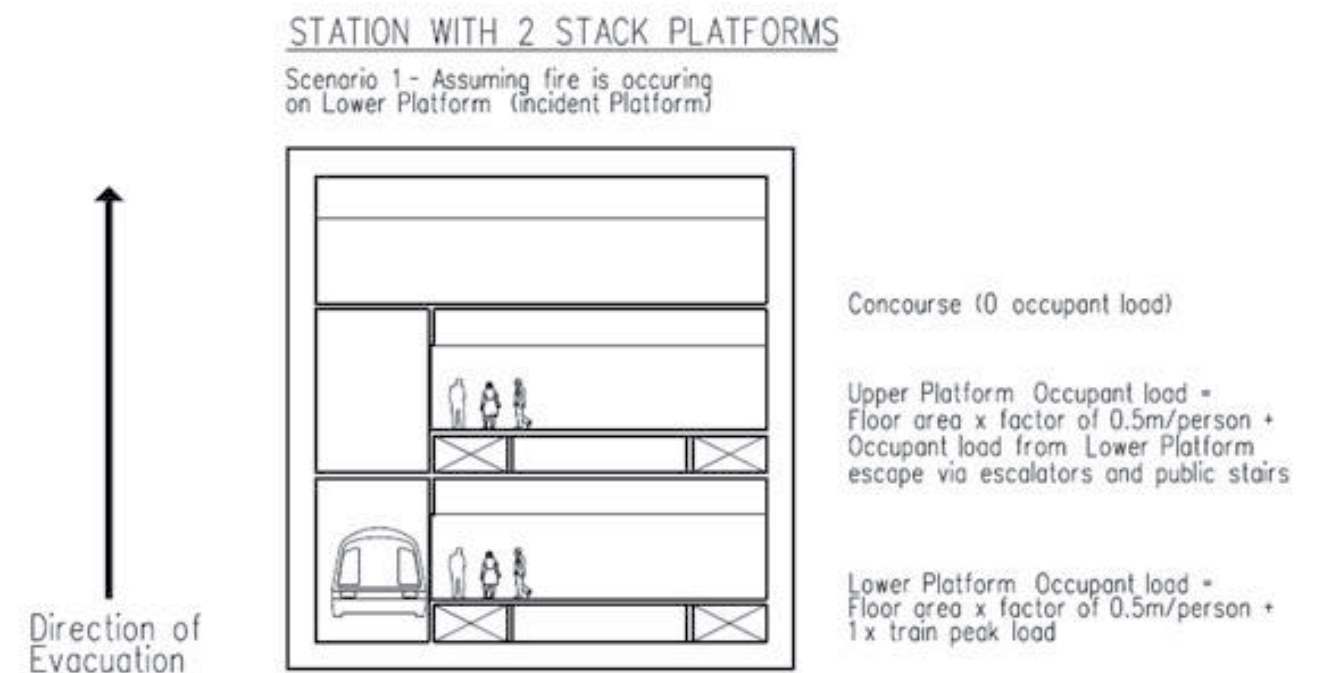 STATION WITH 2 STACK PLATFORMS
Scenario 1 - Assuming fire is occuring
on Lower Platform (incident Platform)
Concourse (0 occupant load)
Upper Platform Occupant load =
Floor area x factor of 0.5m/person +
Occupant load from Lower Platform
escape via escalators and public stairs
Lower Platform Occupant load =
Floor area x factor of 0.5m/person +
1 x train peak load
Direction of
Evacuation